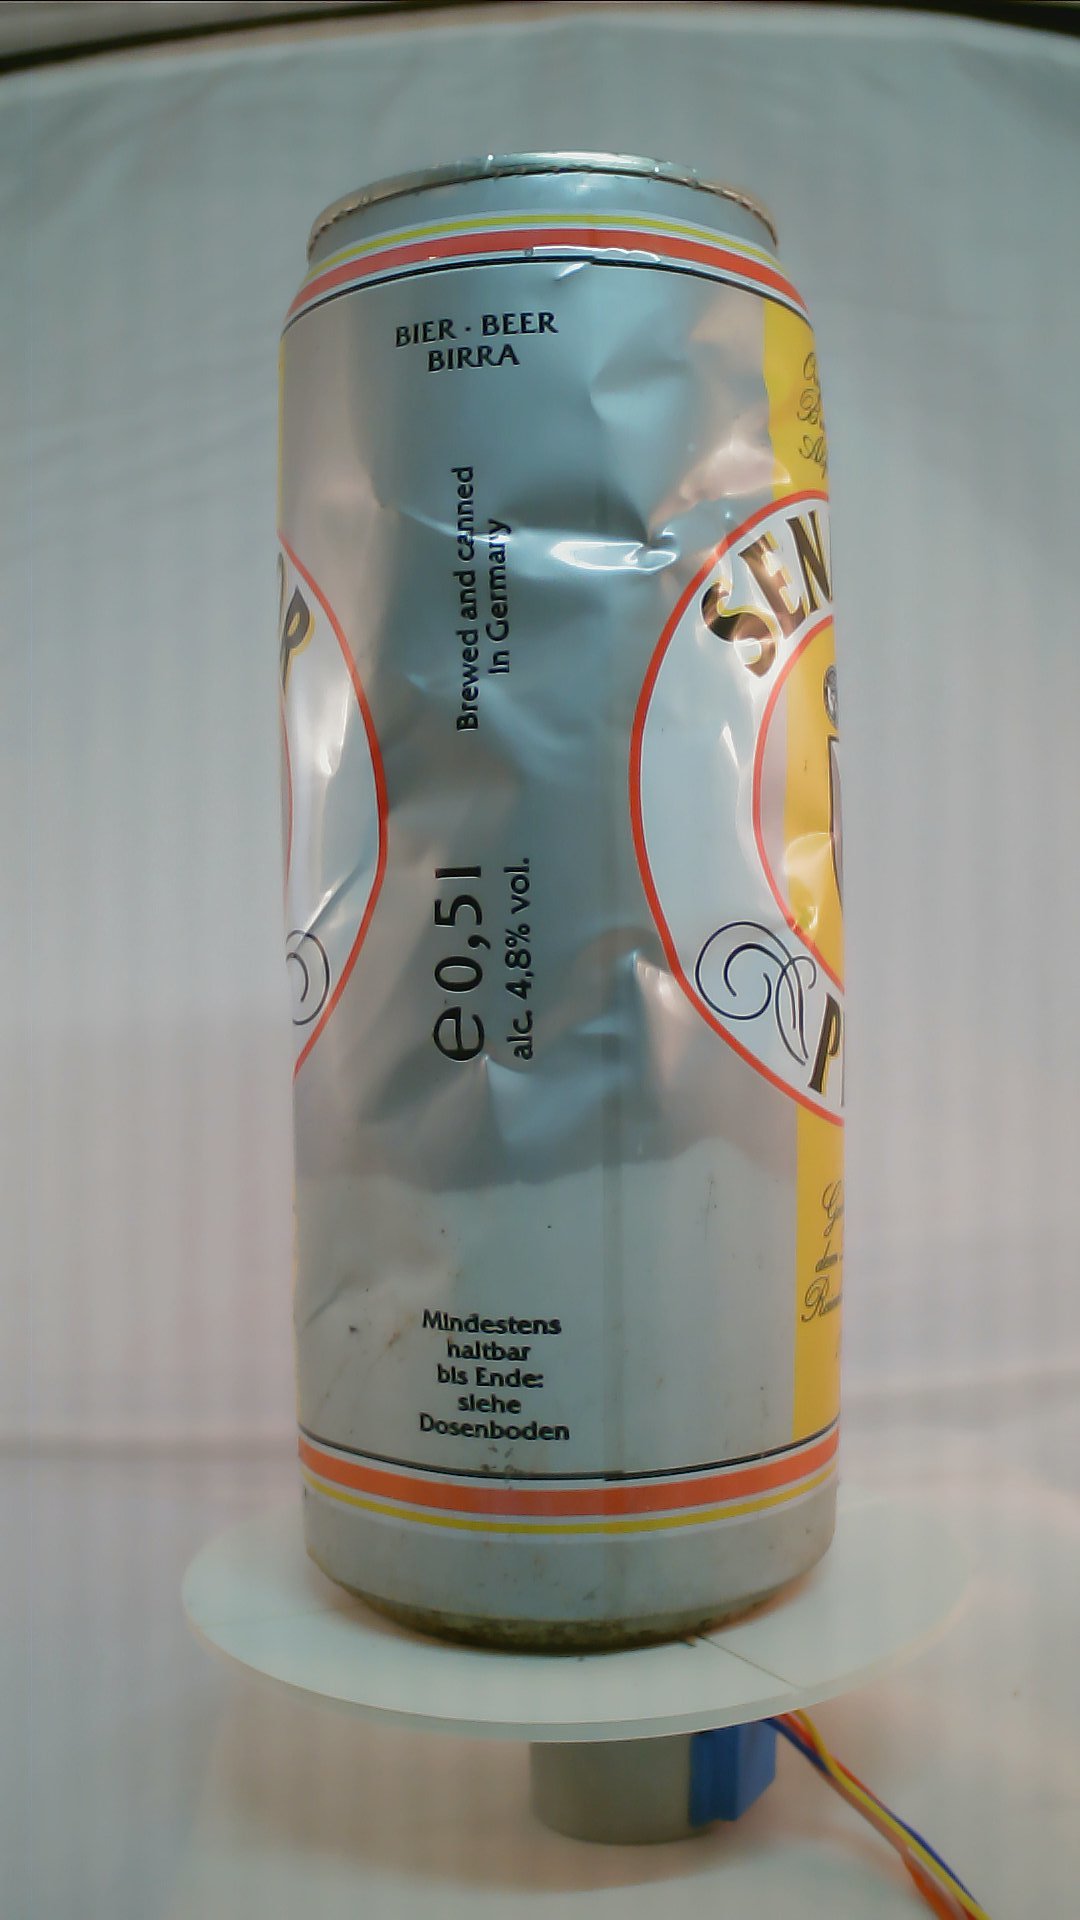 BIER · BEER
BIRRA
Brewed and canned
In Germany
e 0,5 l
alc. 4,8% vol.
Mindestens
haltbar
bis Ende:
siehe
Dosenboden
SEN
P